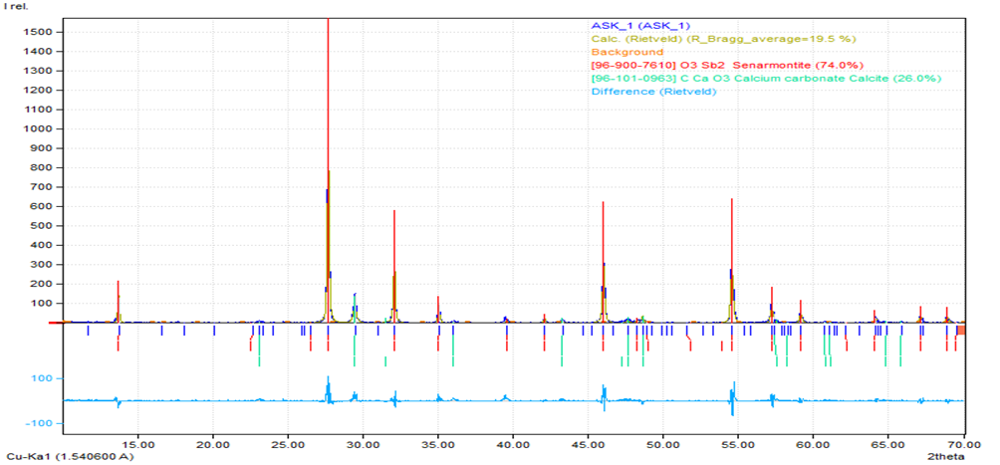 I rel.
ASK_1 (ASK_1)
Calc. (Rietveld) (R_Bragg_average=19.5 %)
Background
[96-900-7610] O3 Sb2 Senarmontite (74.0%)
[96-101-0963] C Ca O3 Calcium carbonate Calcite (26.0%)
Difference (Rietveld)
1500
1400
1300
1200
1100
1000
900
800
700
600
500
400
300
200
100
100
-100
15.00 20.00 25.00 30.00 35.00 40.00 45.00 50.00 55.00 60.00 65.00 70.00
Cu-Ka1 (1.540600 A) 2theta